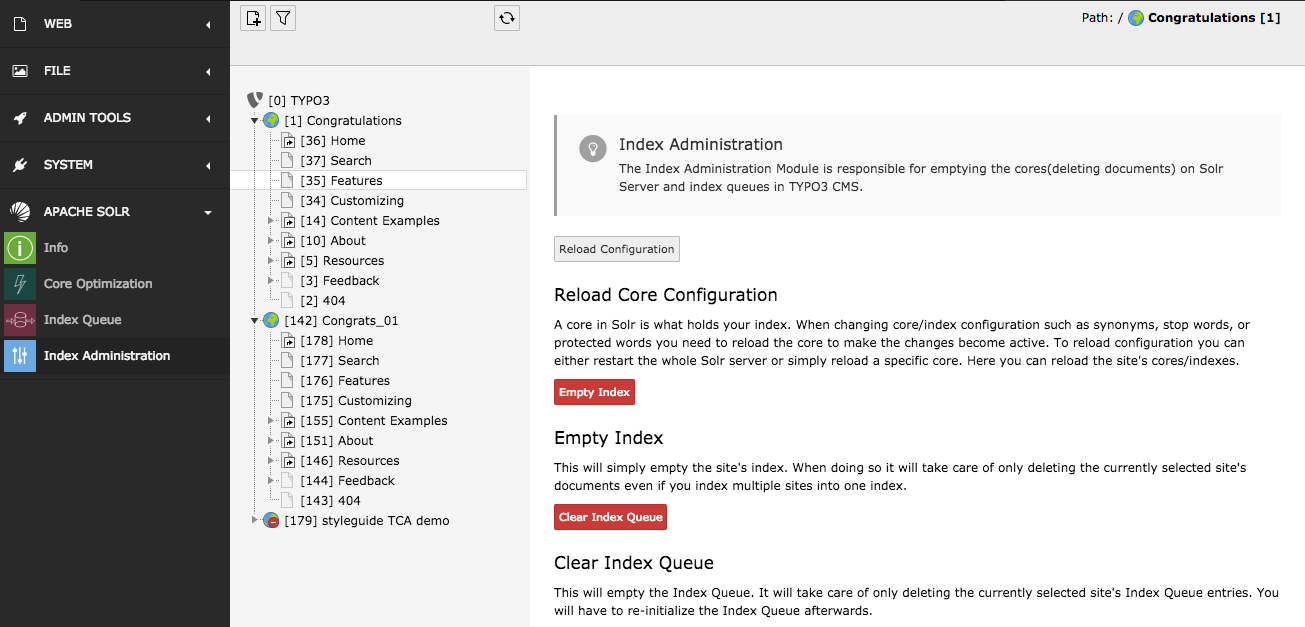 WEB
FILE
ADMIN TOOLS
SYSTEM
APACHE SOLR
Info
Core Optimization
Index Queue
Index Administration
[0] TYPO3
[1] Congratulations
[36] Home
[37] Search
[35] Features
[34] Customizing
[14] Content Examples
[10] About
[5] Resources
[3] Feedback
[2] 404
[142] Congrats_01
[178] Home
[177] Search
[176] Features
[175] Customizing
[155] Content Examples
[151] About
[146] Resources
[144] Feedback
[143] 404
[179] styleguide TCA demo
Path: / Congratulations [1]
Index Administration
The Index Administration Module is responsible for emptying the cores(deleting documents) on Solr
Server and index queues in TYPO3 CMS.
Reload Configuration
Reload Core Configuration
A core in Solr is what holds your index. When changing core/index configuration such as synonyms, stop words, or
protected words you need to reload the core to make the changes become active. To reload configuration you can
either restart the whole Solr server or simply reload a specific core. Here you can reload the site's cores/indexes.
Empty Index
Empty Index
This will simply empty the site's index. When doing so it will take care of only deleting the currently selected site's
documents even if you index multiple sites into one index.
Clear Index Queue
Clear Index Queue
This will empty the Index Queue. It will take care of only deleting the currently selected site's Index Queue entries. You
will have to re-initialize the Index Queue afterwards.